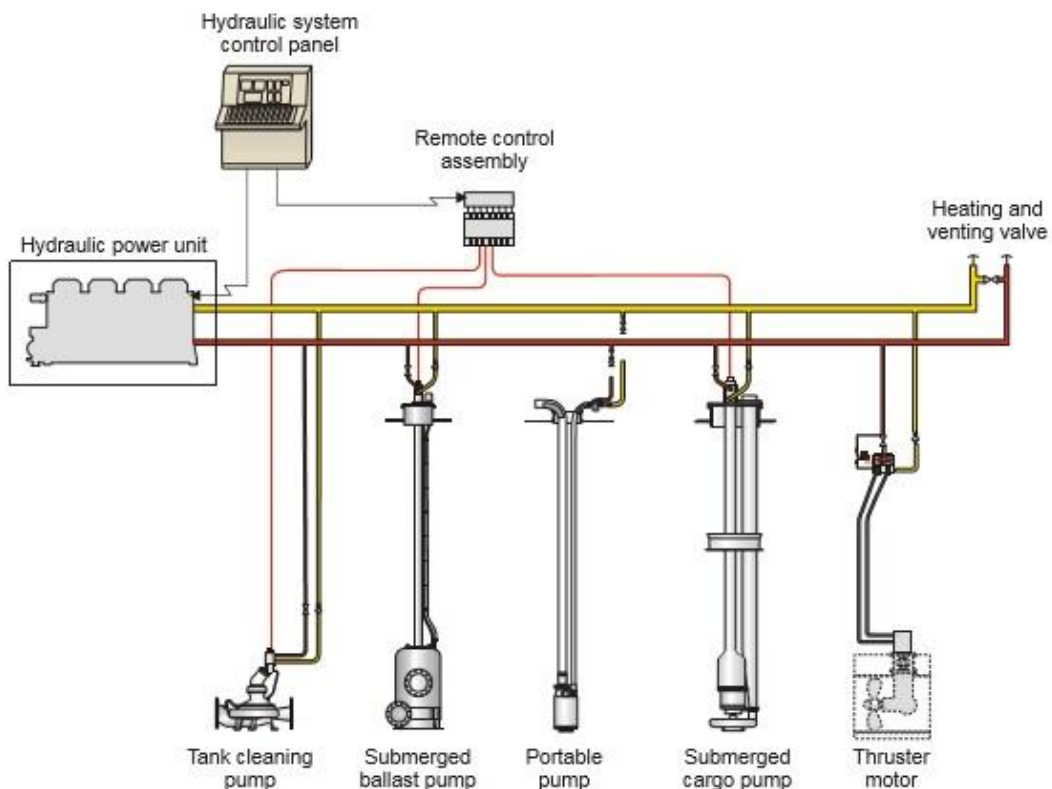 Hydraulic system
control panel
Remote control
assembly
Heating and
venting valve
Hydraulic power unit
Tank cleaning
pump
Submerged
ballast pump
Portable
pump
Submerged
cargo pump
Thruster
motor